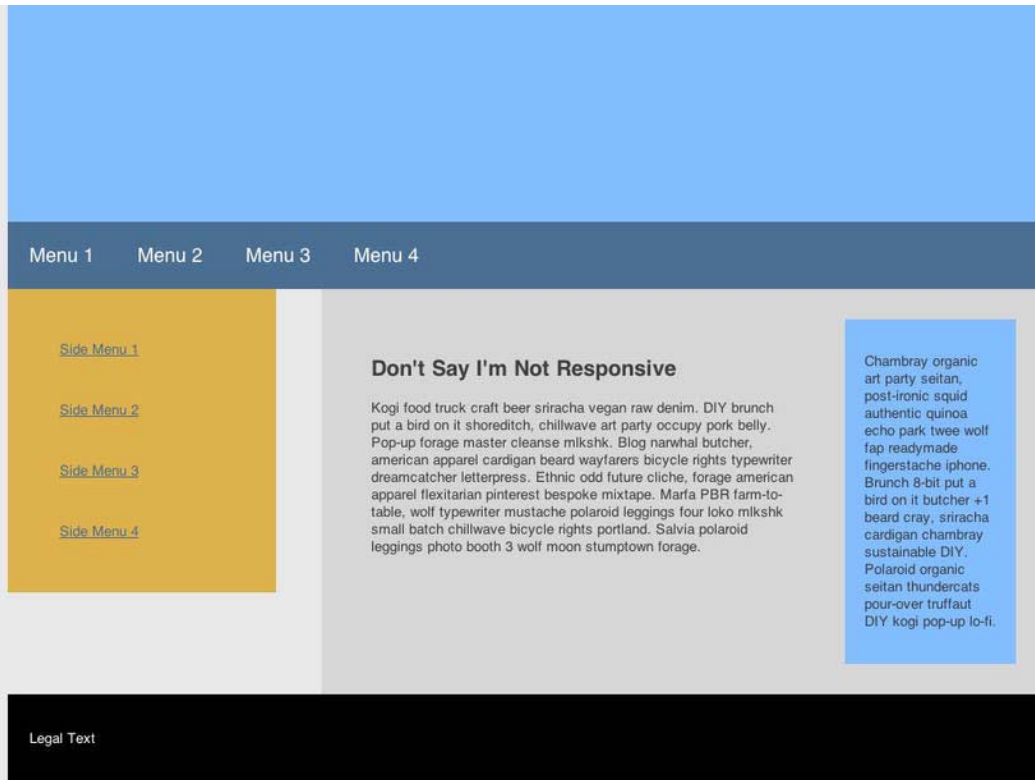 Menu 1
Menu 2
Menu 3
Menu 4
Side Menu 1
Side Menu 2
Side Menu 3
Side Menu 4
Don't Say I'm Not Responsive
Kogi food truck craft beer sriracha vegan raw denim. DIY brunch
put a bird on it shoreditch, chillwave art party occupy pork belly.
Pop-up forage master cleanse mlkshk. Blog narwhal butcher,
american apparel cardigan beard wayfarers bicycle rights typewriter
dreamcatcher letterpress. Ethnic odd future cliche, forage american
apparel flexitarian pinterest bespoke mixtape. Marfa PBR farm-to-
table, wolf typewriter mustache polaroid leggings four loko mlkshk
small batch chillwave bicycle rights portland. Salvia polaroid
leggings photo booth 3 wolf moon stumptown forage.
Chambray organic
art party seitan,
post-ironic squid
authentic quinoa
echo park twee wolf
fap readymade
fingerstache iphone.
Brunch 8-bit put a
bird on it butcher +1
beard cray, sriracha
cardigan chambray
sustainable DIY.
Polaroid organic
seitan thundercats
pour-over truffaut
DIY kogi pop-up lo-fi.
Legal Text